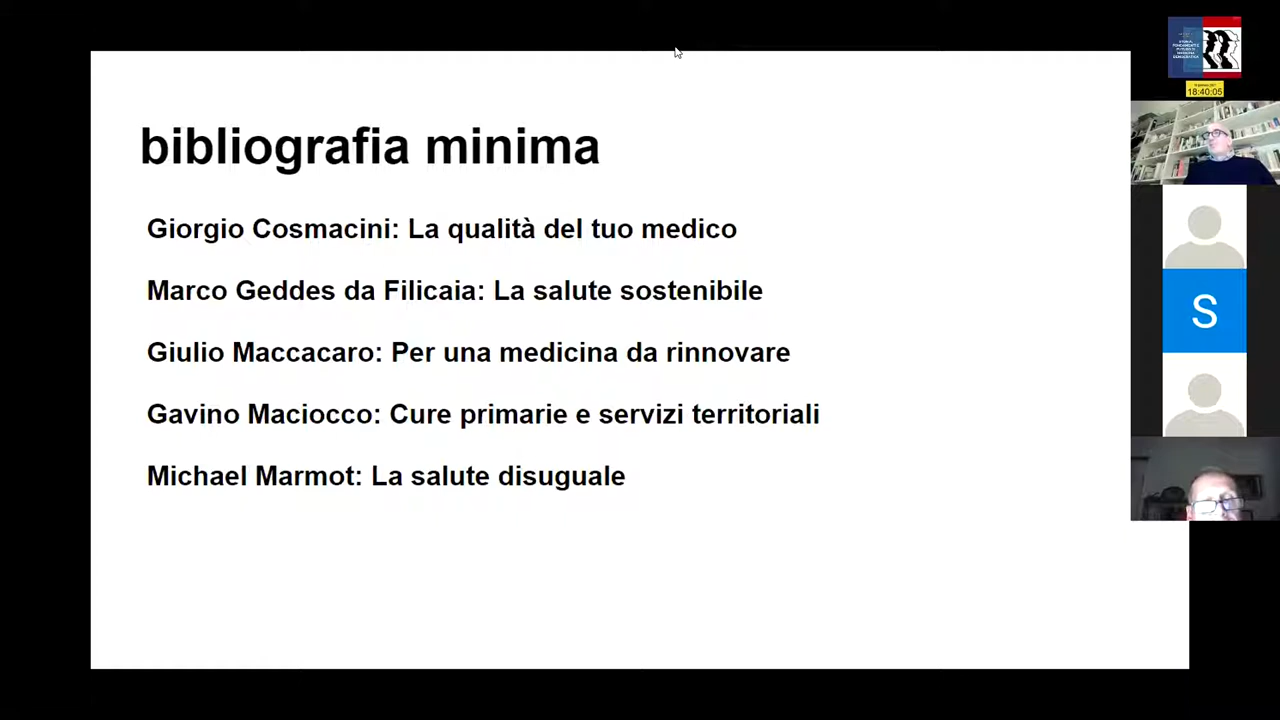 bibliografia minima
Giorgio Cosmacini: La qualità del tuo medico
Marco Geddes da Filicaia: La salute sostenibile
Giulio Maccacaro: Per una medicina da rinnovare
Gavino Maciocco: Cure primarie e servizi territoriali
Michael Marmot: La salute disuguale
18:40:05
S